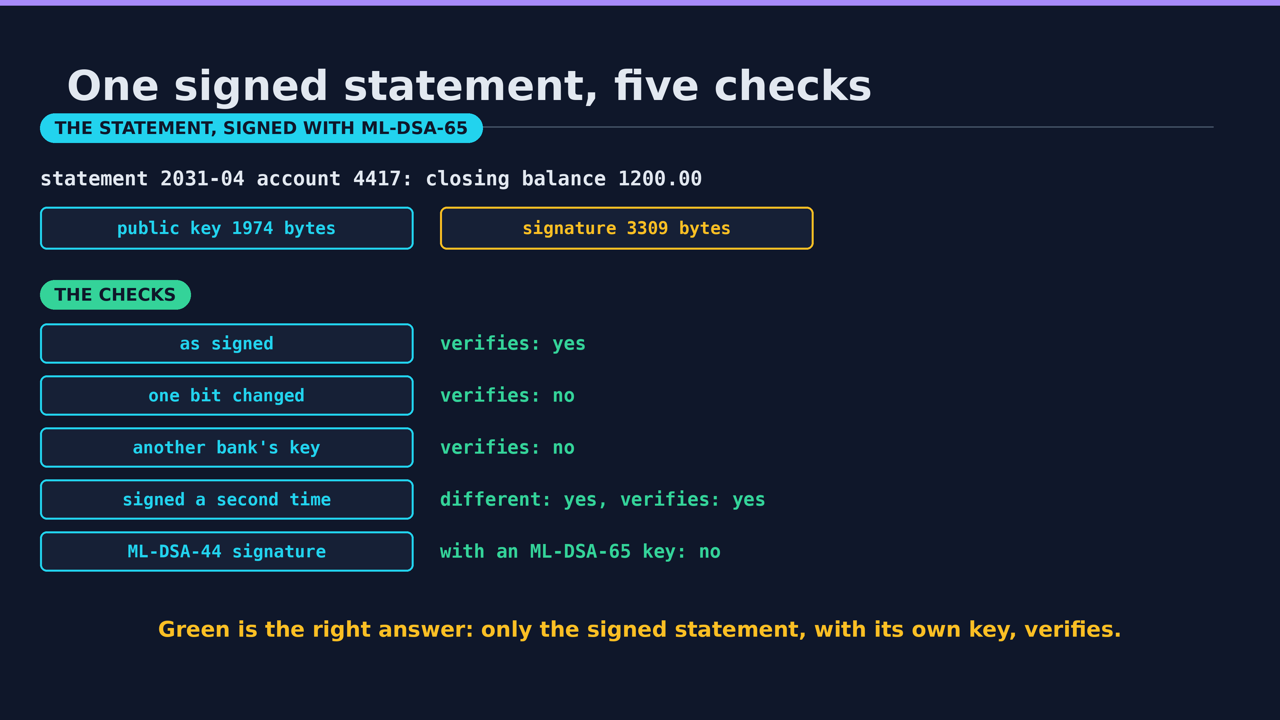 One signed statement, five checks
THE STATEMENT, SIGNED WITH ML-DSA-65
statement 2031-04 account 4417: closing balance 1200.00
public key 1974 bytes
signature 3309 bytes
THE CHECKS
as signed
verifies: yes
one bit changed
verifies: no
another bank's key
verifies: no
signed a second time
different: yes, verifies: yes
ML-DSA-44 signature
with an ML-DSA-65 key: no
Green is the right answer: only the signed statement, with its own key, verifies.